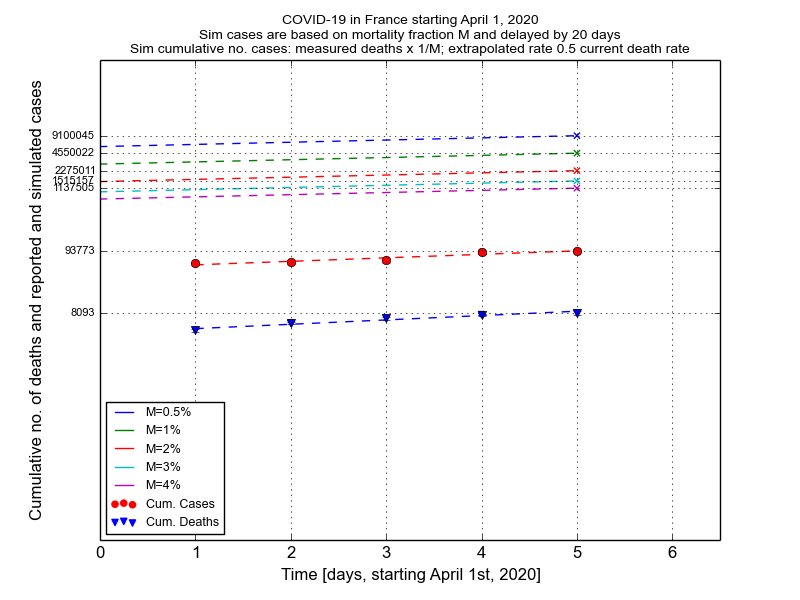 COVID-19 in France starting April 1, 2020
Sim cases are based on mortality fraction M and delayed by 20 days
Sim cumulative no. cases: measured deaths x 1/M; extrapolated rate 0.5 current death rate
Cumulative no. of deaths and reported and simulated cases
9100045
4550022
2275011
1515157
1137505
93773
8093
M=0.5%
M=1%
M=2%
M=3%
M=4%
Cum. Cases
Cum. Deaths
0 1 2 3 4 5 6
Time [days, starting April 1st, 2020]